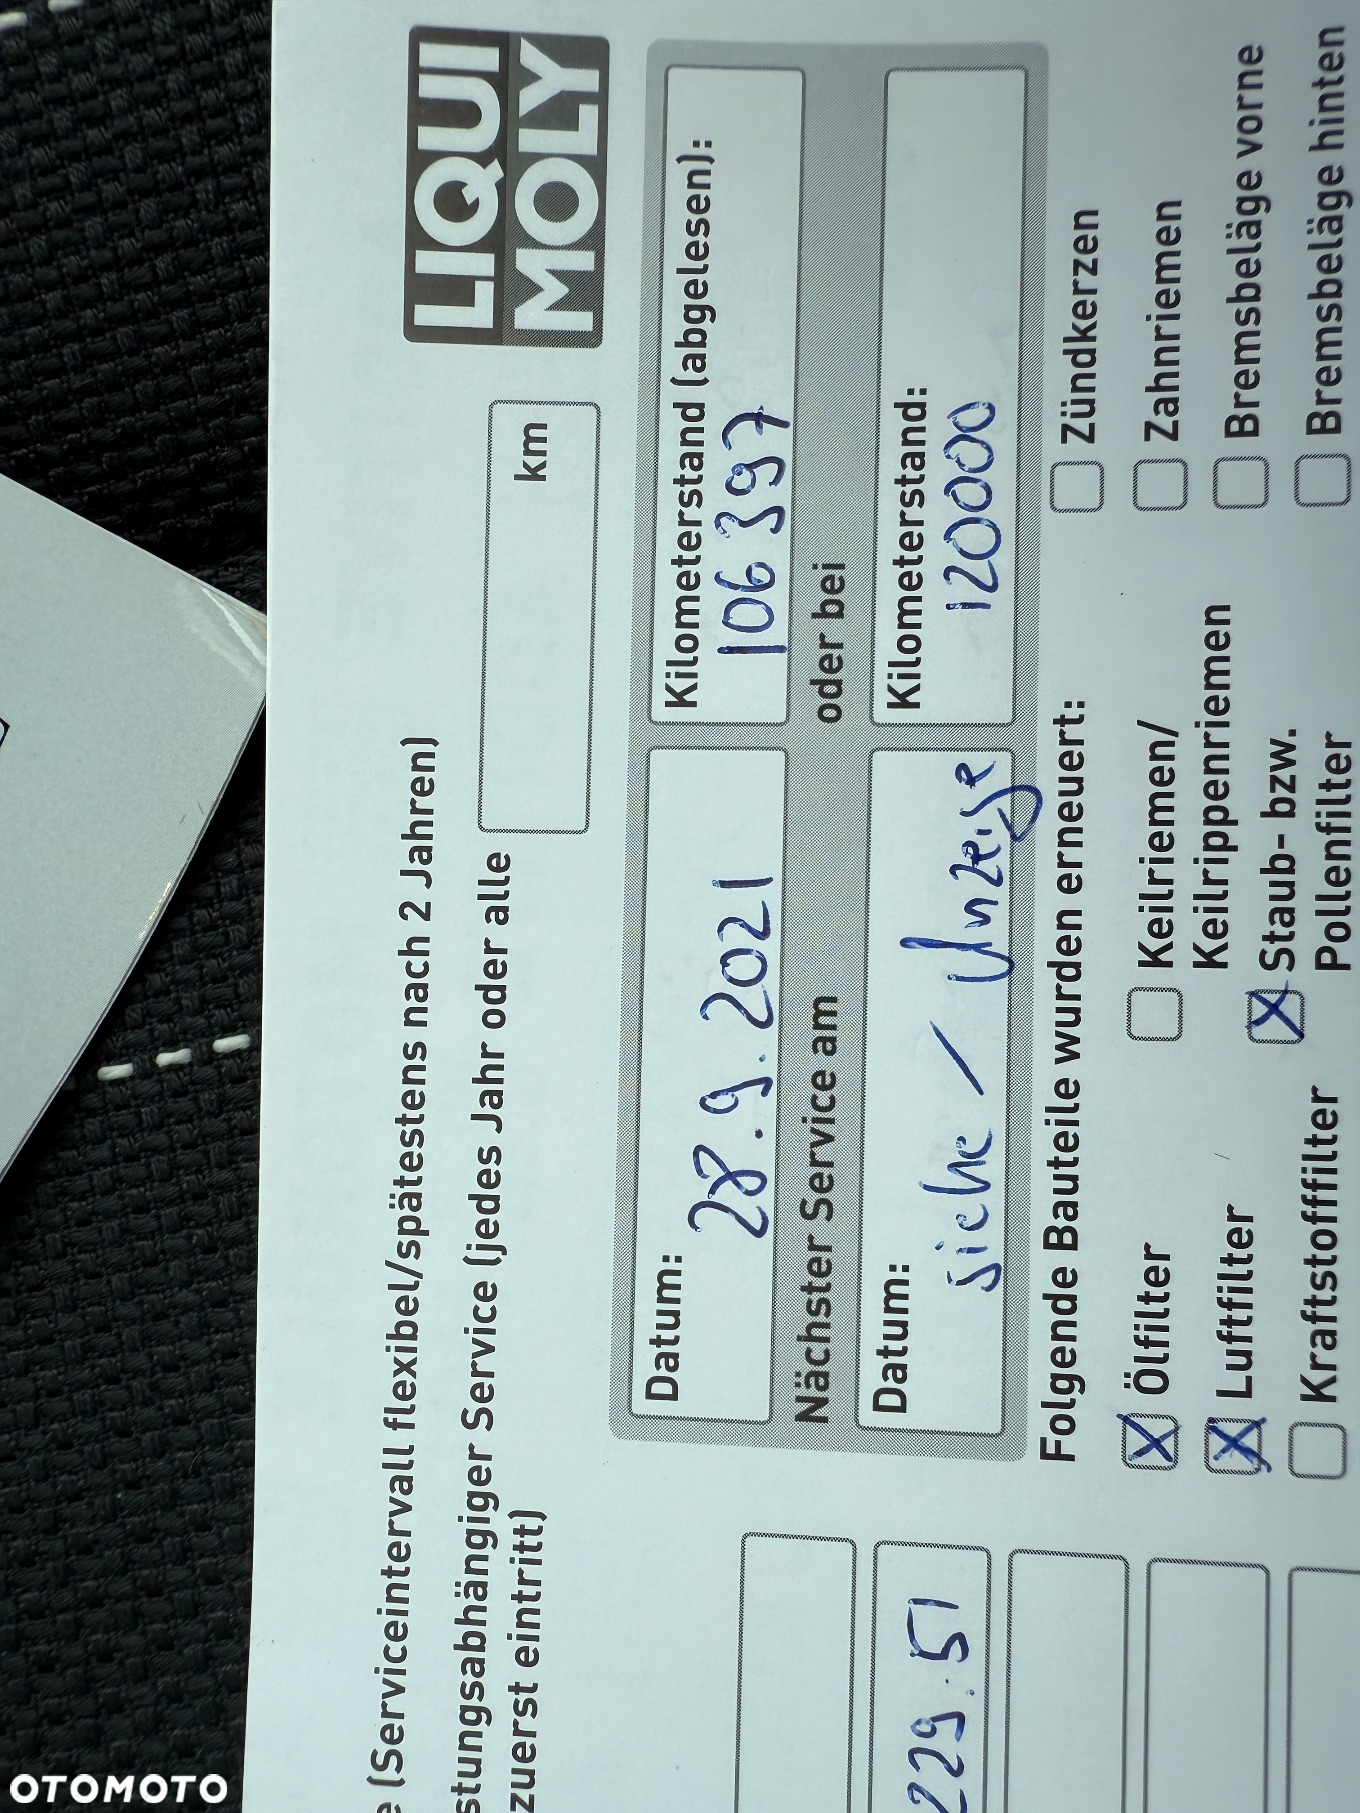 e (Serviceintervall flexibel/spätestens nach 2 Jahren)
stungsabhängiger Service (jedes Jahr oder alle
km
zuerst eintritt)
LIQUI
MOLY
Datum:
28.9.2021
Kilometerstand (abgelesen):
106 397
Nächster Service am
oder bei
Datum:
siehe / Anzeige
Kilometerstand:
120000
Folgende Bauteile wurden erneuert:
X Ölfilter
X Luftfilter
Kraftstofffilter
Keilriemen/
Keilrippenriemen
X Staub- bzw.
Pollenfilter
Zündkerzen
Zahnriemen
Bremsbeläge vorne
Bremsbeläge hinten
229.51
OTOMOTO